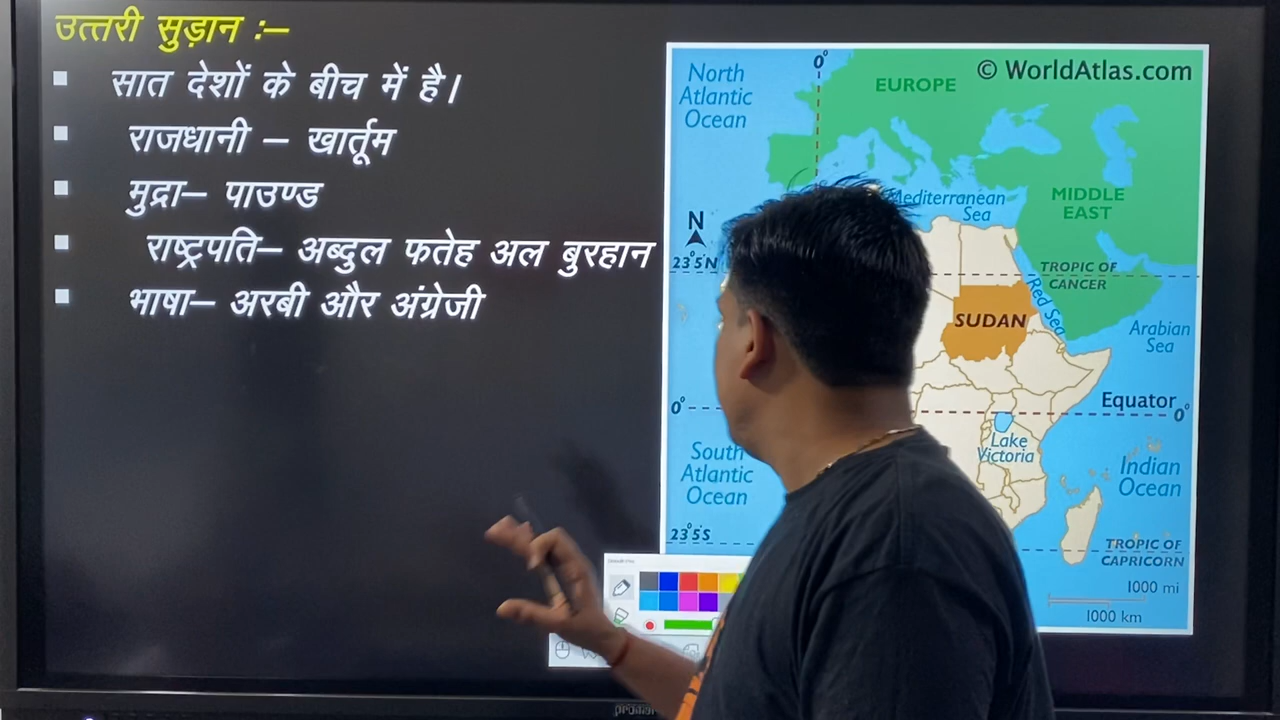 उत्तरी सुड़ान :–
▪ सात देशों के बीच में है।
▪ राजधानी – खार्तूम
▪ मुद्रा– पाउण्ड
▪ राष्ट्रपति– अब्दुल फतेह अल बुरहान
▪ भाषा– अरबी और अंग्रेजी
© WorldAtlas.com
0°
North
Atlantic
Ocean
EUROPE
MIDDLE
EAST
Mediterranean
Sea
N
23°5'N
TROPIC OF
CANCER
Red Sea
SUDAN
Arabian
Sea
Equator
0°
0°
Lake
Victoria
South
Atlantic
Ocean
Indian
Ocean
23°5'S
TROPIC OF
CAPRICORN
1000 mi
1000 km